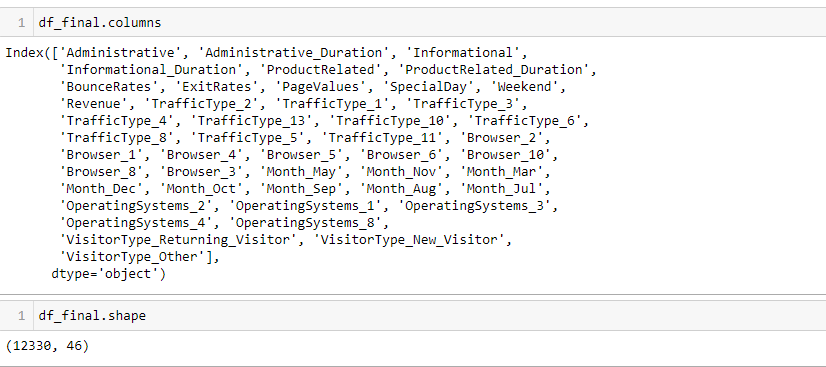 1 df_final.columns
Index(['Administrative', 'Administrative_Duration', 'Informational',
'Informational_Duration', 'ProductRelated', 'ProductRelated_Duration',
'BounceRates', 'ExitRates', 'PageValues', 'SpecialDay', 'Weekend',
'Revenue', 'TrafficType_2', 'TrafficType_1', 'TrafficType_3',
'TrafficType_4', 'TrafficType_13', 'TrafficType_10', 'TrafficType_6',
'TrafficType_8', 'TrafficType_5', 'TrafficType_11', 'Browser_2',
'Browser_1', 'Browser_4', 'Browser_5', 'Browser_6', 'Browser_10',
'Browser_8', 'Browser_3', 'Month_May', 'Month_Nov', 'Month_Mar',
'Month_Dec', 'Month_Oct', 'Month_Sep', 'Month_Aug', 'Month_Jul',
'OperatingSystems_2', 'OperatingSystems_1', 'OperatingSystems_3',
'OperatingSystems_4', 'OperatingSystems_8',
'VisitorType_Returning_Visitor', 'VisitorType_New_Visitor',
'VisitorType_Other'],
dtype='object')
1 df_final.shape
(12330, 46)